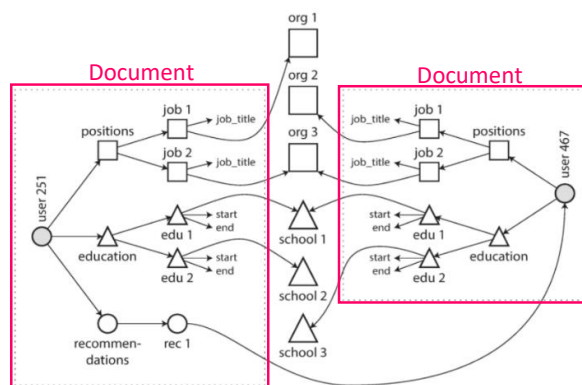 org 1
Document
Document
org 2
job 1
job_title
positions
job 2
job_title
org 3
job 1
job_title
positions
job 2
job_title
user 251
user 467
edu 1
start
end
education
edu 2
start
end
school 1
school 2
school 3
edu 1
start
end
education
edu 2
start
end
recommen-
dations
rec 1